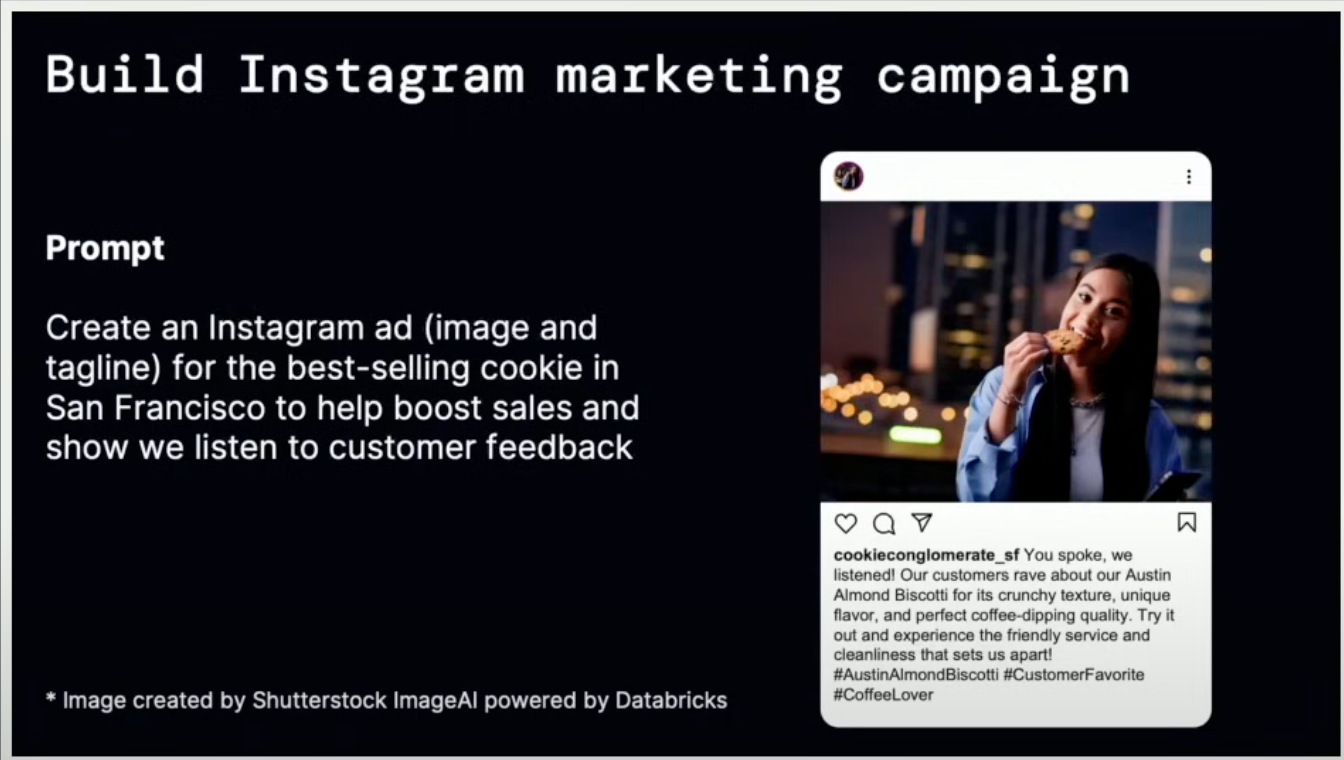 Build Instagram marketing campaign
Prompt
Create an Instagram ad (image and
tagline) for the best-selling cookie in
San Francisco to help boost sales and
show we listen to customer feedback
* Image created by Shutterstock ImageAI powered by Databricks
cookieconglomerate_sf You spoke, we
listened! Our customers rave about our Austin
Almond Biscotti for its crunchy texture, unique
flavor, and perfect coffee-dipping quality. Try it
out and experience the friendly service and
cleanliness that sets us apart!
#AustinAlmondBiscotti #CustomerFavorite
#CoffeeLover